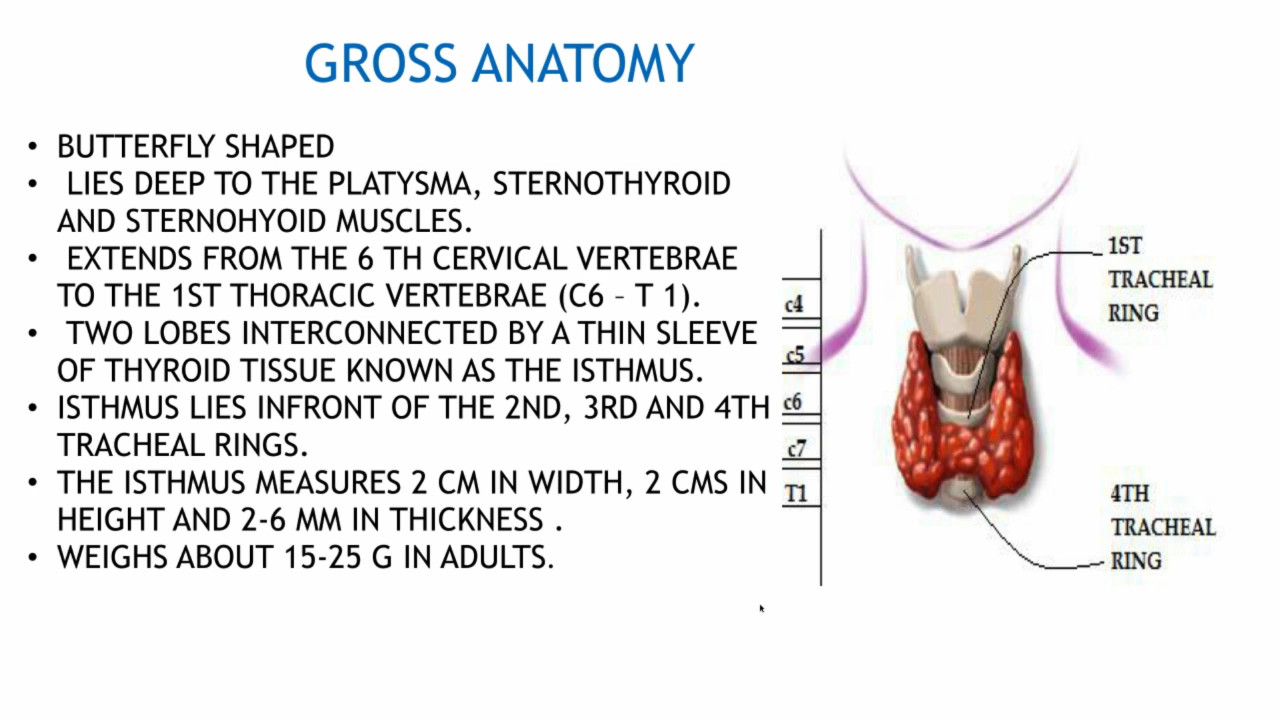 GROSS ANATOMY
• BUTTERFLY SHAPED
• LIES DEEP TO THE PLATYSMA, STERNOTHYROID
AND STERNOHYOID MUSCLES.
• EXTENDS FROM THE 6 TH CERVICAL VERTEBRAE
TO THE 1ST THORACIC VERTEBRAE (C6 – T 1).
• TWO LOBES INTERCONNECTED BY A THIN SLEEVE
OF THYROID TISSUE KNOWN AS THE ISTHMUS.
• ISTHMUS LIES INFRONT OF THE 2ND, 3RD AND 4TH
TRACHEAL RINGS.
• THE ISTHMUS MEASURES 2 CM IN WIDTH, 2 CMS IN
HEIGHT AND 2-6 MM IN THICKNESS .
• WEIGHS ABOUT 15-25 G IN ADULTS.
c4
c5
c6
c7
T1
1ST
TRACHEAL
RING
4TH
TRACHEAL
RING